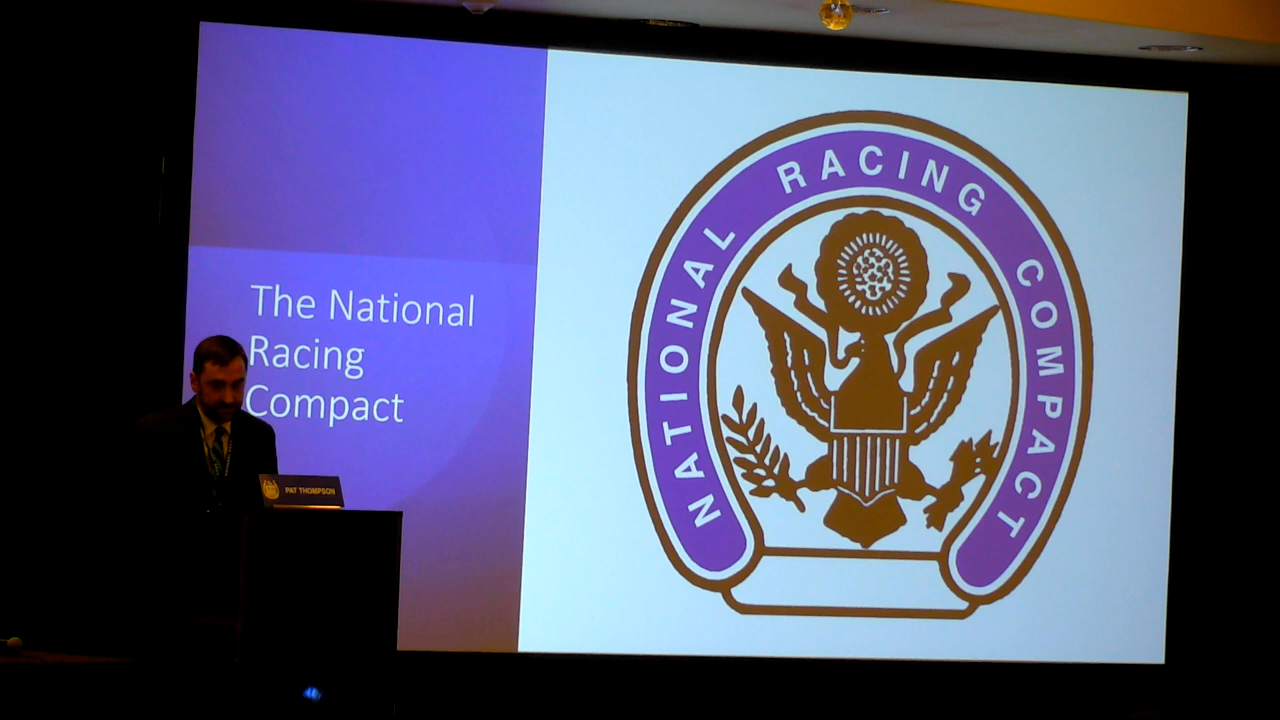 The National
Racing
Compact
PAT THOMPSON
NATIONAL RACING COMPACT